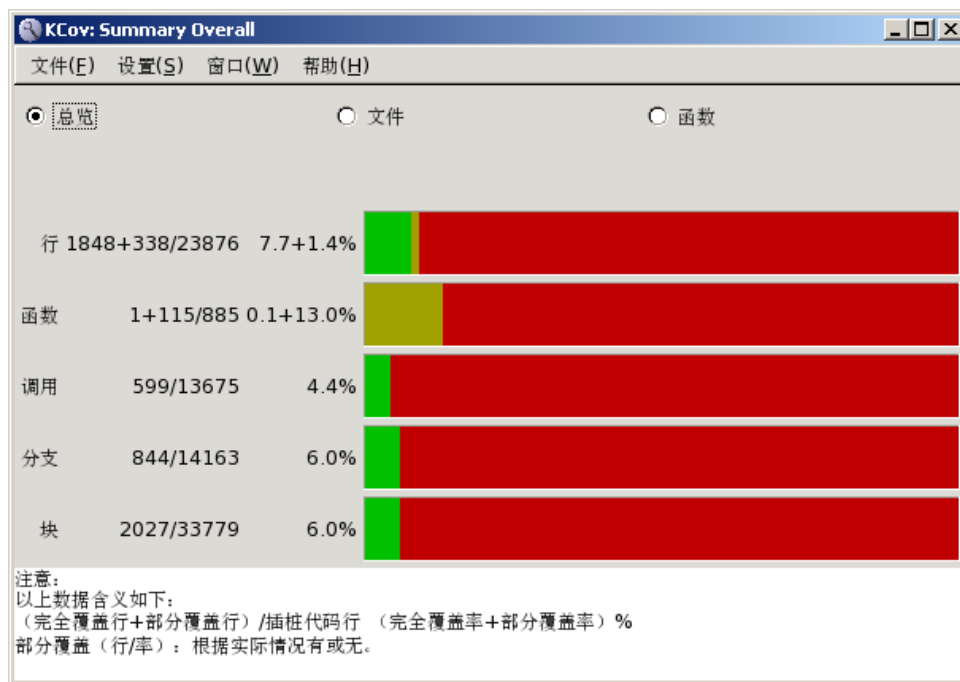 KCov: Summary Overall
文件(F) 设置(S) 窗口(W) 帮助(H)
总览 文件 函数
行 1848+338/23876 7.7+1.4%
函数 1+115/885 0.1+13.0%
调用 599/13675 4.4%
分支 844/14163 6.0%
块 2027/33779 6.0%
注意：
以上数据含义如下：
（完全覆盖行+部分覆盖行）/插桩代码行 （完全覆盖率+部分覆盖率）%
部分覆盖（行/率）：根据实际情况有或无。